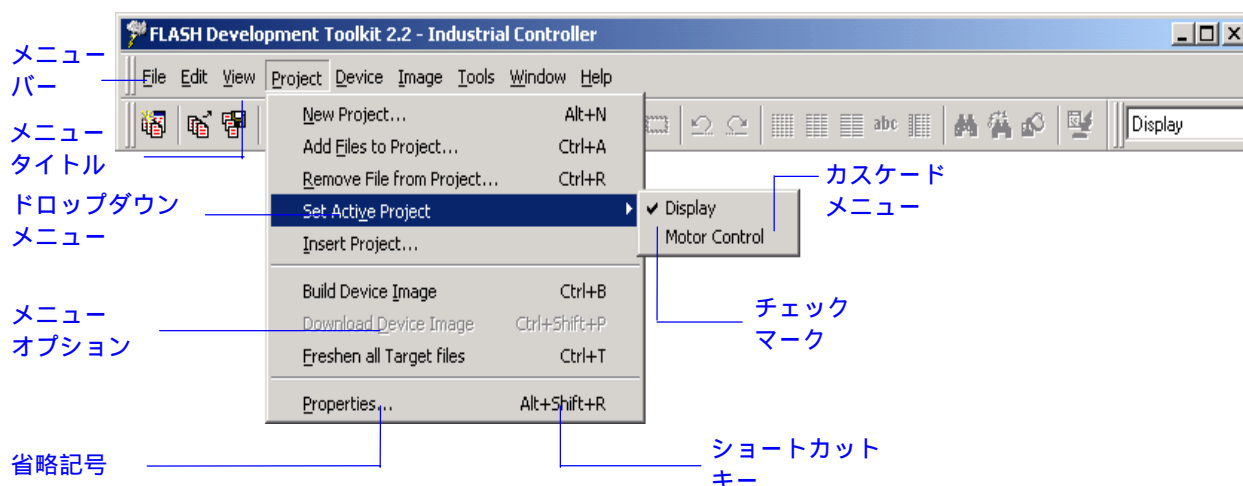 FLASH Development Toolkit 2.2 - Industrial Controller
メニュー
バー
File Edit View Project Device Image Tools Window Help
メニュー
タイトル
abc
Display
New Project... Alt+N
Add Files to Project... Ctrl+A
Remove File from Project... Ctrl+R
ドロップダウン
メニュー
Set Active Project
Display
Motor Control
カスケード
メニュー
Insert Project...
メニュー
オプション
Build Device Image Ctrl+B
Download Device Image Ctrl+Shift+P
Freshen all Target files Ctrl+T
チェック
マーク
Properties... Alt+Shift+R
省略記号
ショートカット
キー